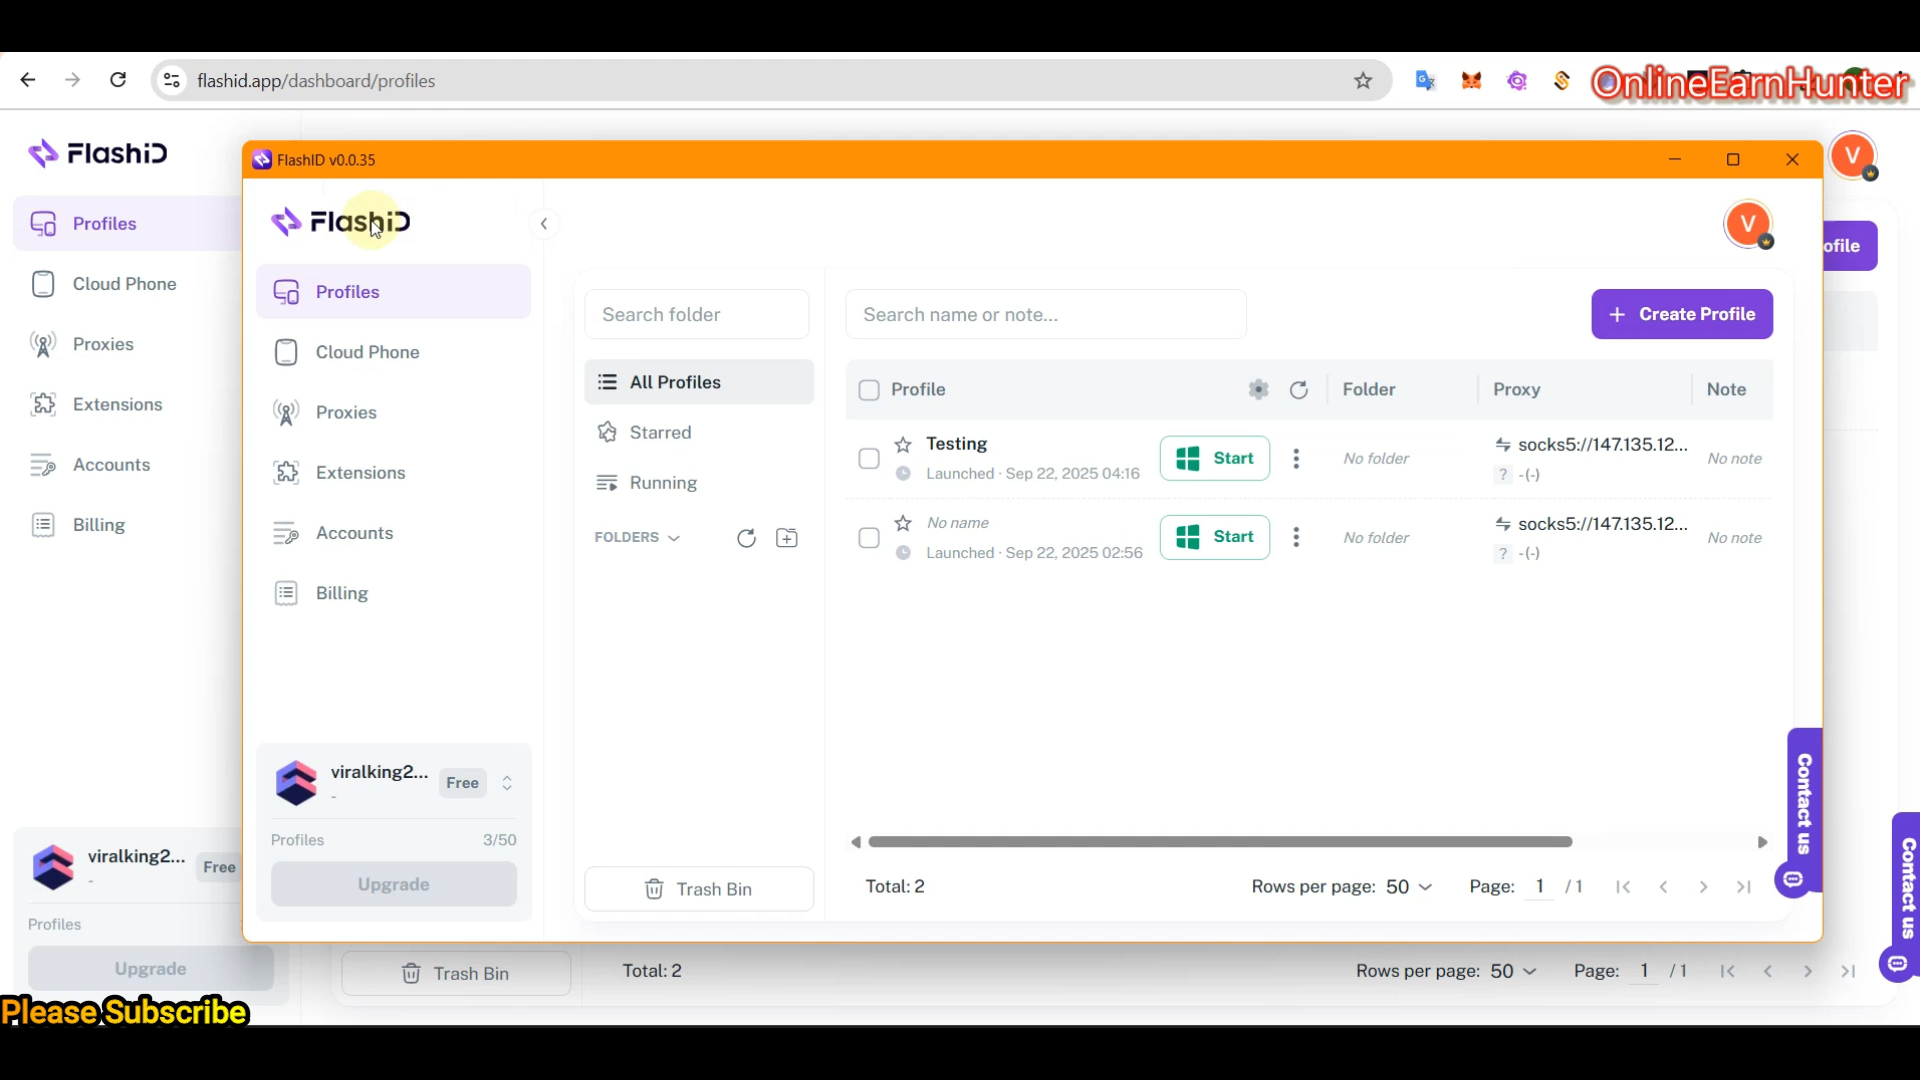 flashid.app/dashboard/profiles
OnlineEarnHunter
FlashID
Profiles
Cloud Phone
Proxies
Extensions
Accounts
Billing
viralking2...
Free
-
Profiles
Upgrade
Please Subscribe
FlashID v0.0.35
FlashID
Profiles
Cloud Phone
Proxies
Extensions
Accounts
Billing
viralking2...
Free
-
Profiles 3/50
Upgrade
V
Search folder
All Profiles
Starred
Running
FOLDERS
Trash Bin
Search name or note...
+ Create Profile
Profile Folder Proxy Note
Testing
Launched · Sep 22, 2025 04:16
Start
No folder
socks5://147.135.12...
? -(-)
No note
No name
Launched · Sep 22, 2025 02:56
Start
No folder
socks5://147.135.12...
? -(-)
No note
Total: 2
Rows per page: 50
Page: 1 / 1
Contact us
V
ofile
Trash Bin
Total: 2
Rows per page: 50
Page: 1 / 1
Contact us